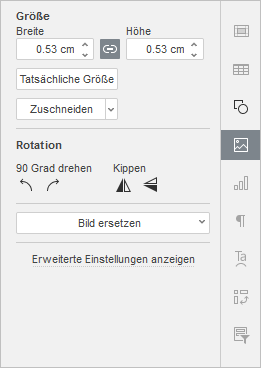 Größe
Breite Höhe
0.53 cm 0.53 cm
Tatsächliche Größe
Zuschneiden
Rotation
90 Grad drehen Kippen
Bild ersetzen
Erweiterte Einstellungen anzeigen
Ta